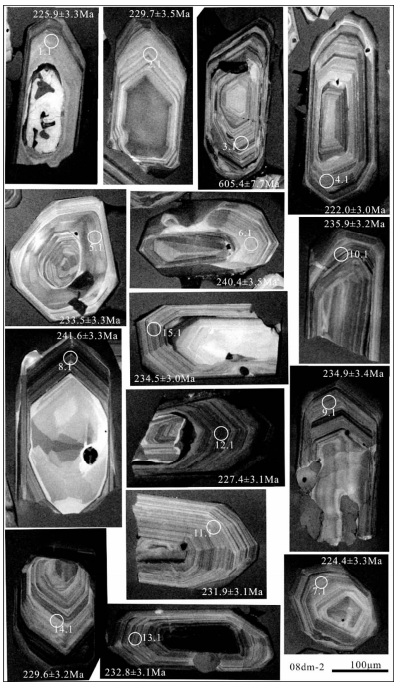 225.9±3.3Ma
1.1
229.7±3.5Ma
2.1
3.1
605.4±7.7Ma
4.1
222.0±3.0Ma
5.1
233.5±3.3Ma
6.1
240.4±3.5Ma
235.9±3.2Ma
10.1
241.6±3.3Ma
8.1
15.1
234.5±3.0Ma
234.9±3.4Ma
9.1
12.1
227.4±3.1Ma
11.1
231.9±3.1Ma
14.1
229.6±3.2Ma
13.1
232.8±3.1Ma
224.4±3.3Ma
7.1
08dm-2
100μm